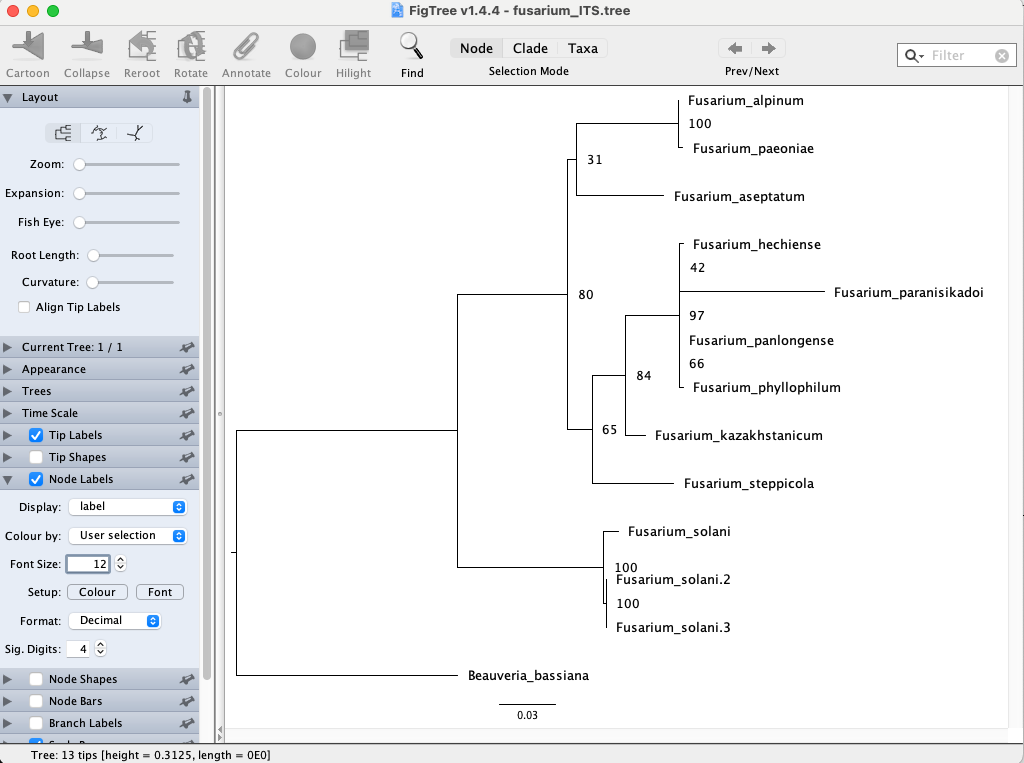 FigTree v1.4.4 - fusarium_ITS.tree
Cartoon Collapse Reroot Rotate Annotate Colour Hilight Find
Node Clade Taxa
Selection Mode
Prev/Next
Filter
Layout
Zoom:
Expansion:
Fish Eye:
Root Length:
Curvature:
Align Tip Labels
Current Tree: 1 / 1
Appearance
Trees
Time Scale
Tip Labels
Tip Shapes
Node Labels
Display: label
Colour by: User selection
Font Size: 12
Setup: Colour Font
Format: Decimal
Sig. Digits: 4
Node Shapes
Node Bars
Branch Labels
Fusarium_alpinum
100
Fusarium_paeoniae
31
Fusarium_aseptatum
Fusarium_hechiense
42
Fusarium_paranisikadoi
80
97
Fusarium_panlongense
66
84
Fusarium_phyllophilum
65
Fusarium_kazakhstanicum
Fusarium_steppicola
Fusarium_solani
100
Fusarium_solani.2
100
Fusarium_solani.3
Beauveria_bassiana
0.03
Tree: 13 tips [height = 0.3125, length = 0E0]